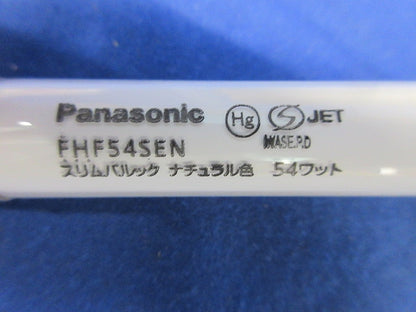 Panasonic Hg S JET
IWASE.P.D
FHF54SEN
スリムパルック ナチュラル色 54ワット